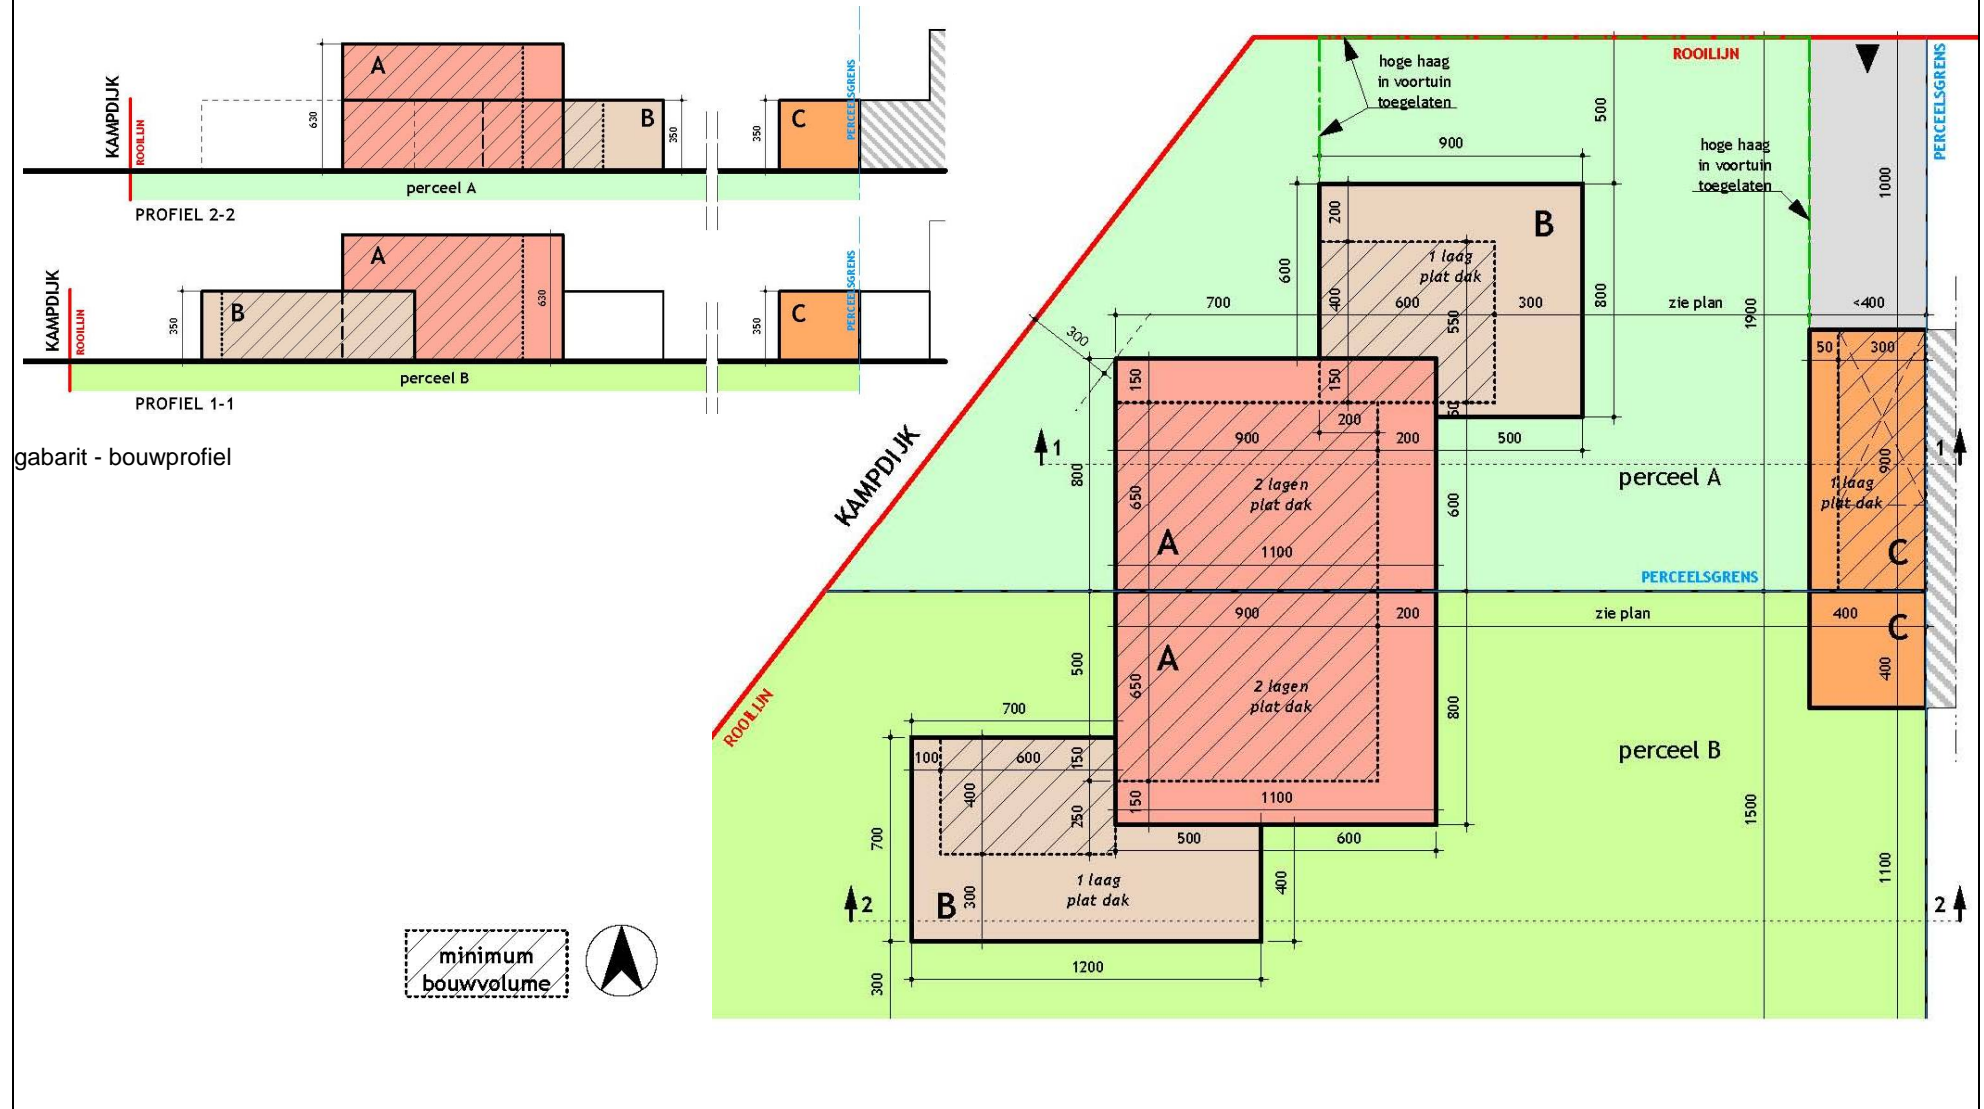 A
B
C
KAMPDIJK
ROOILIJN
PERCEELSGRENS
630
350
350
perceel A
PROFIEL 2-2
A
B
C
KAMPDIJK
ROOILIJN
PERCEELSGRENS
350
630
350
perceel B
PROFIEL 1-1
gabarit - bouwprofiel
minimum
bouwvolume
ROOILIJN
PERCEELSGRENS
hoge haag
in voortuin
toegelaten
hoge haag
in voortuin
toegelaten
500
1000
900
B
200
600
1 laag
plat dak
700
400
600
550
300
800
zie plan
1900
<400
300
50
300
150
150
50
200
900
200
500
1
1
800
650
2 lagen
plat dak
600
perceel A
900
1 laag
plat dak
KAMPDIJK
A
1100
C
PERCEELSGRENS
900
200
zie plan
400
C
A
500
650
2 lagen
plat dak
800
400
ROOILIJN
700
perceel B
100
600
150
400
250
150
1100
1500
700
500
600
1100
1 laag
plat dak
400
B
300
2
2
1200
300